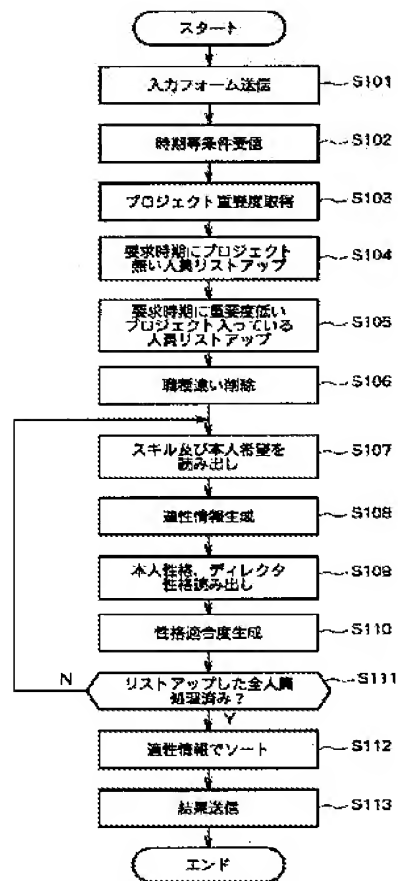 スタート
入力フォーム送信
S101
時期等条件受信
S102
プロジェクト重要度取得
S103
要求時期にプロジェクト
無い人員リストアップ
S104
要求時期に重要度低い
プロジェクト入っている
人員リストアップ
S105
職種違い削除
S106
スキル及び本人希望を
読み出し
S107
適性情報生成
S108
本人性格、ディレクタ
性格読み出し
S109
性格適合度生成
S110
リストアップした全人員
処理済み?
S111
N
Y
適性情報でソート
S112
結果送信
S113
エンド